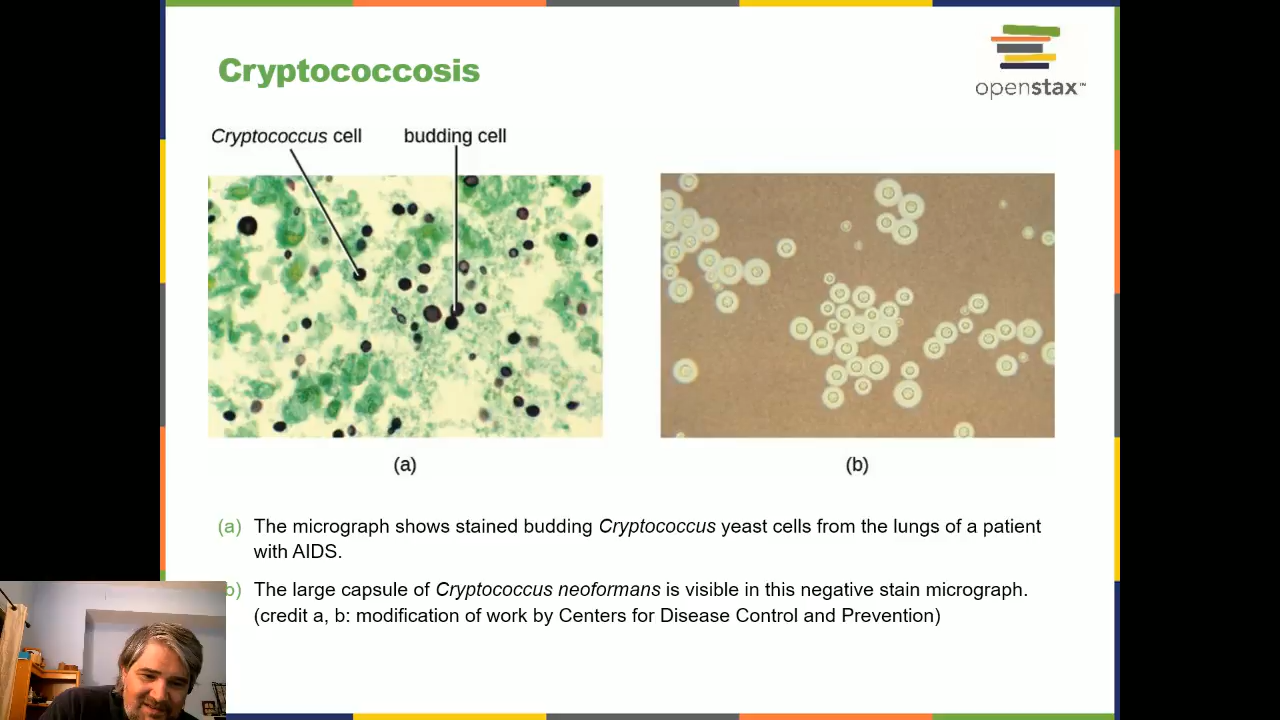 Cryptococcosis
openstax™
Cryptococcus cell
budding cell
(a)
(b)
(a) The micrograph shows stained budding Cryptococcus yeast cells from the lungs of a patient
with AIDS.
b) The large capsule of Cryptococcus neoformans is visible in this negative stain micrograph.
(credit a, b: modification of work by Centers for Disease Control and Prevention)